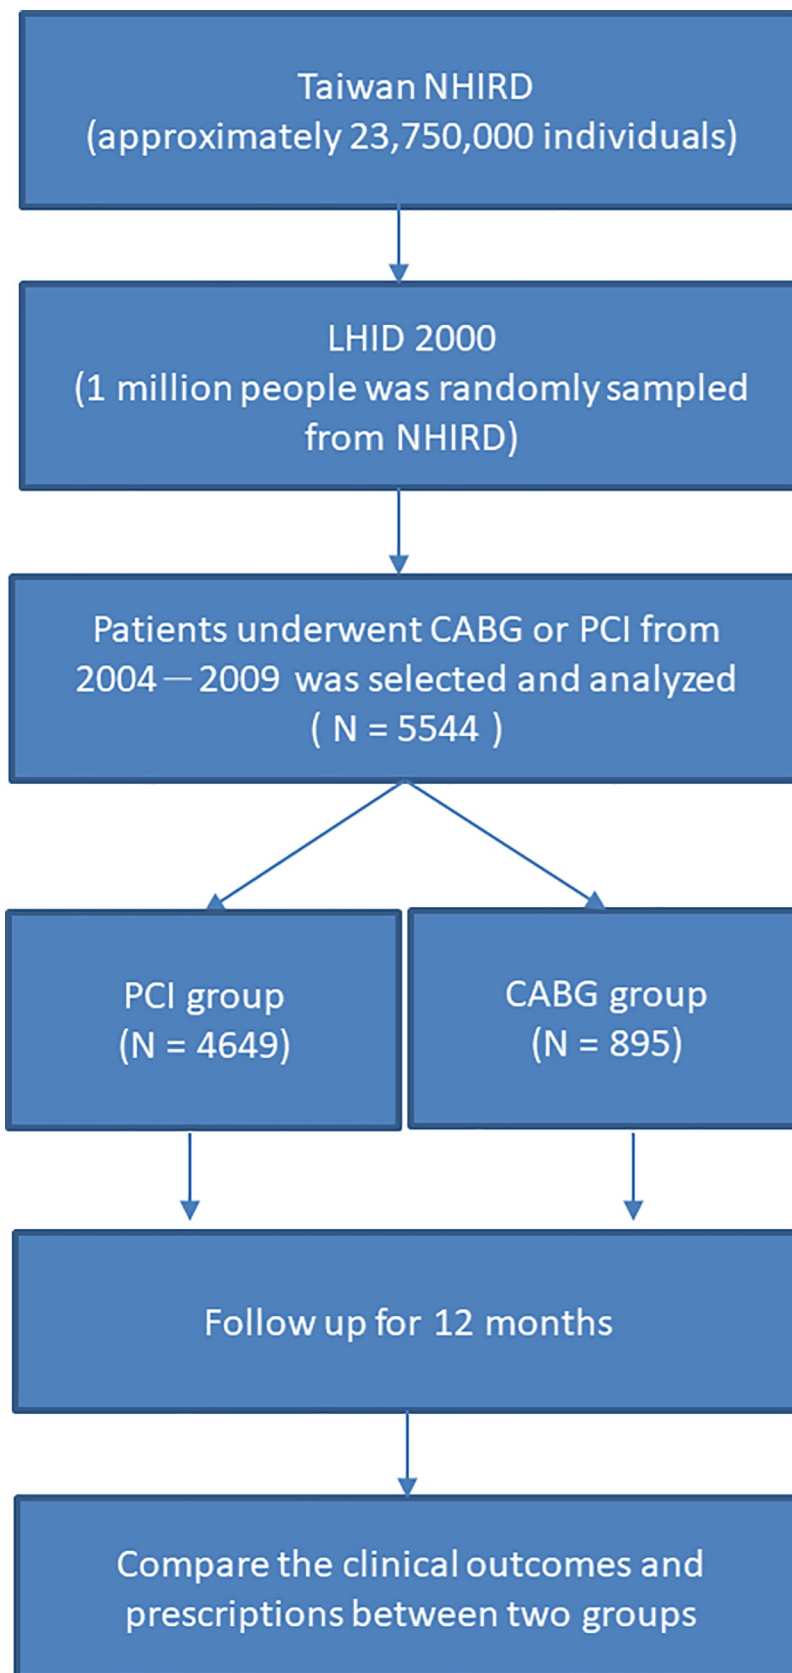 Taiwan NHIRD
(approximately 23,750,000 individuals)
LHID 2000
(1 million people was randomly sampled
from NHIRD)
Patients underwent CABG or PCI from
2004－2009 was selected and analyzed
( N = 5544 )
PCI group
(N = 4649)
CABG group
(N = 895)
Follow up for 12 months
Compare the clinical outcomes and
prescriptions between two groups